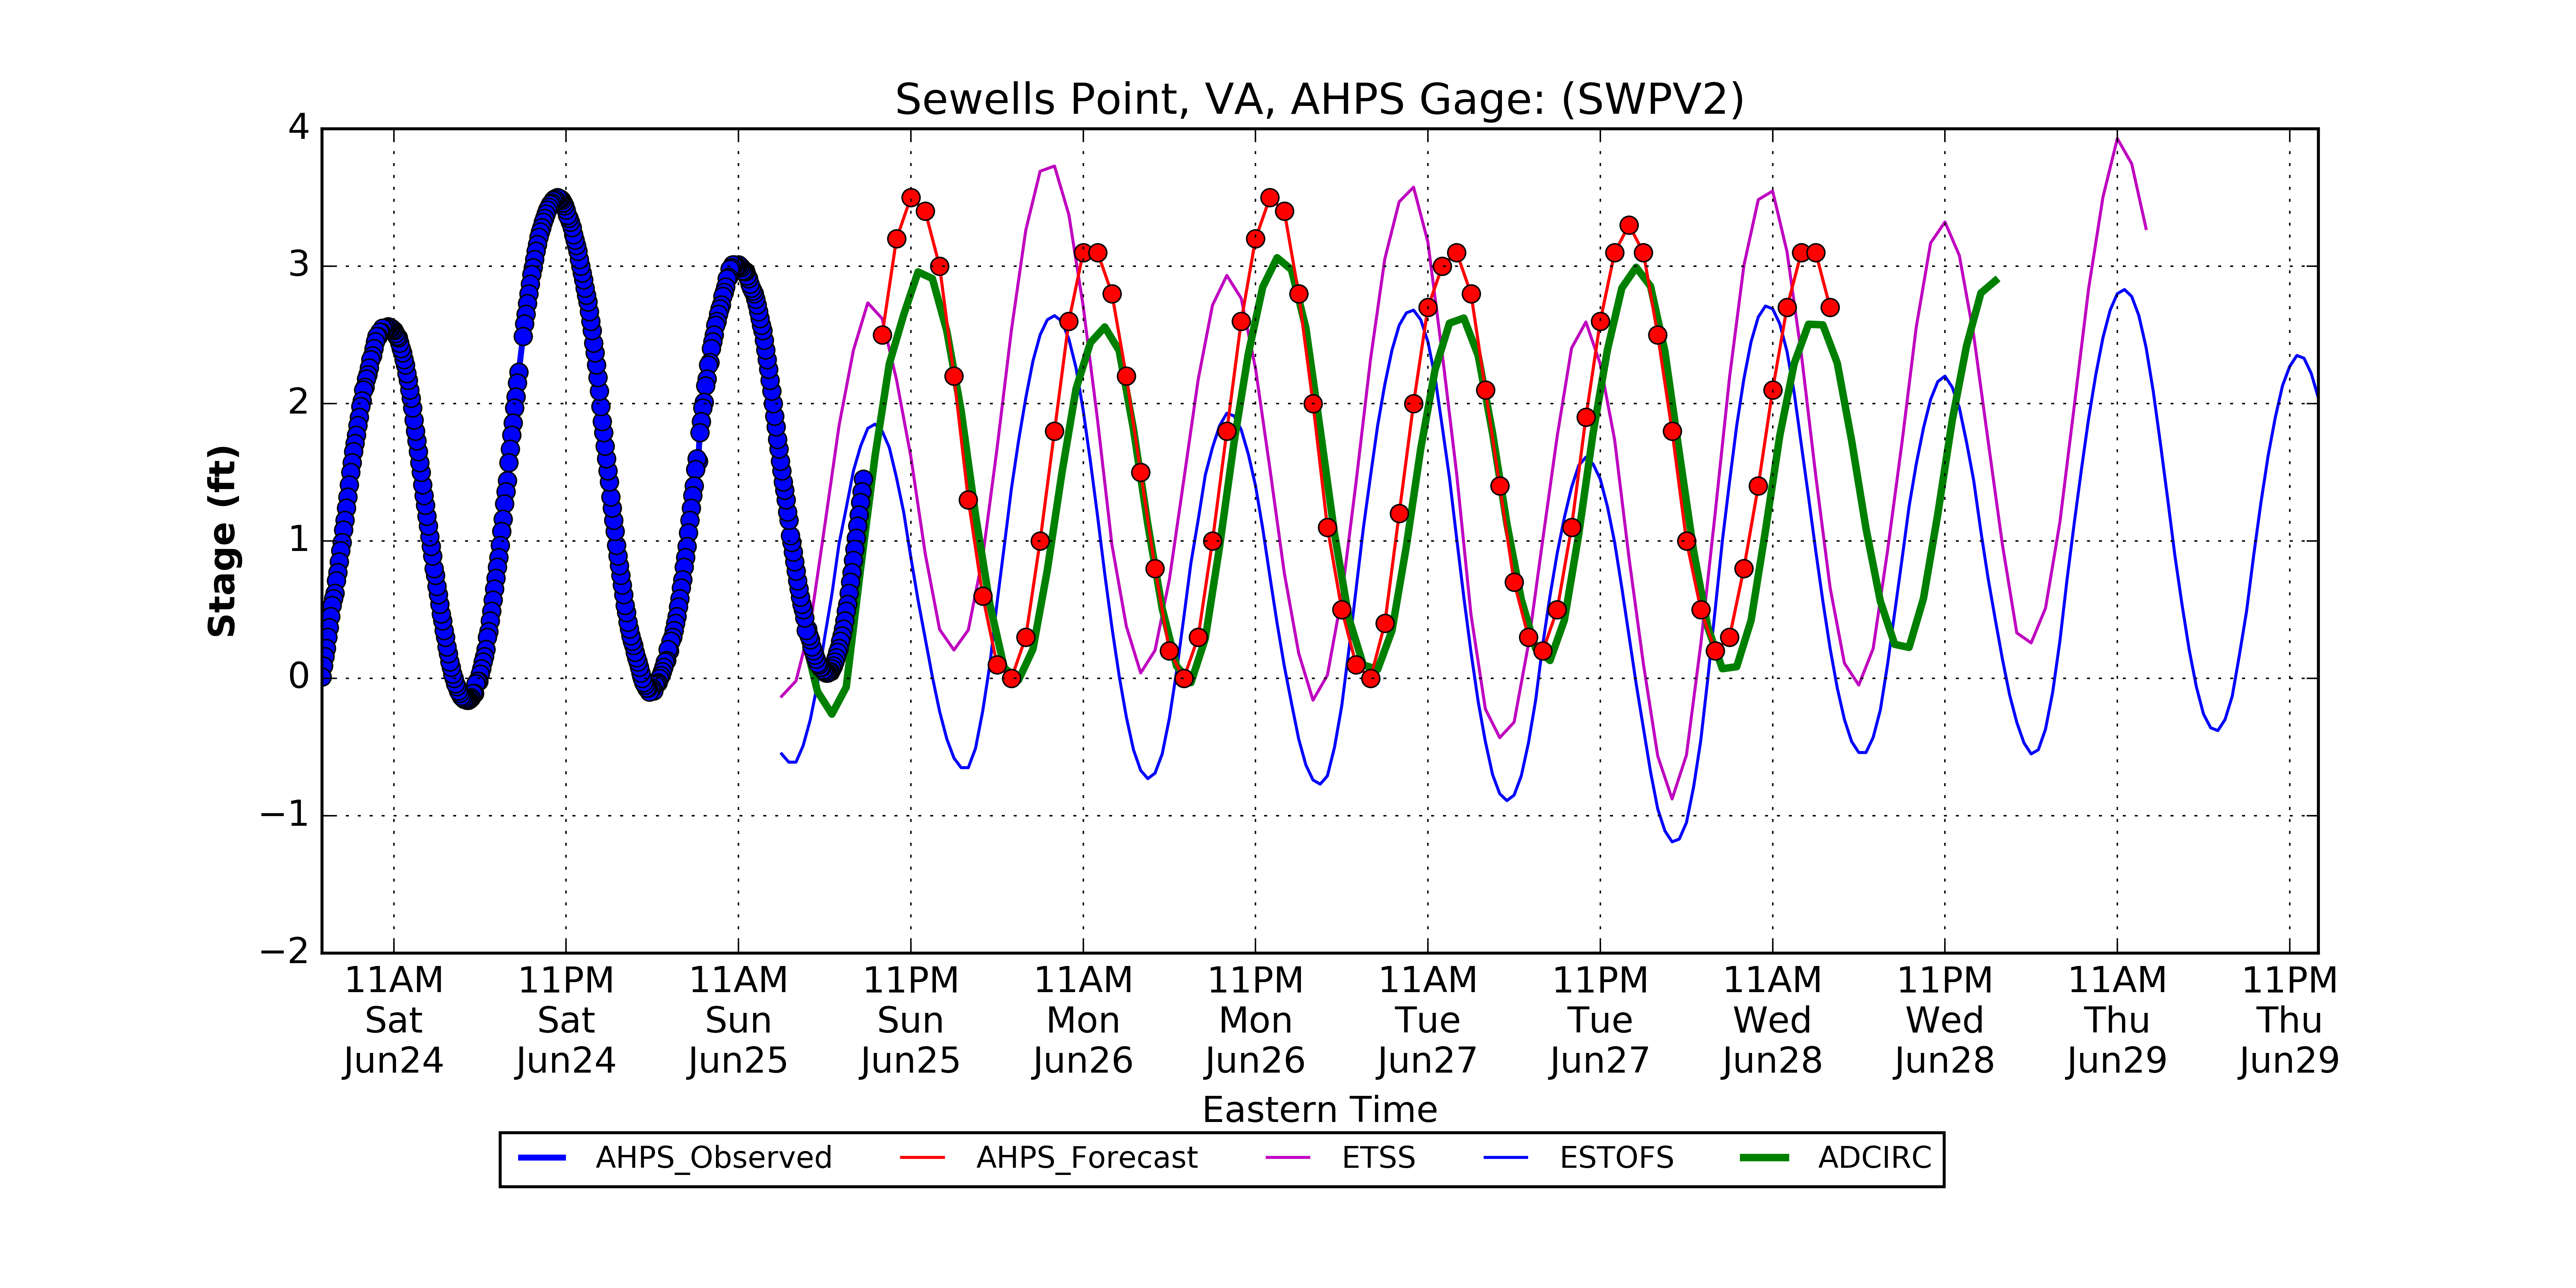 Sewells Point, VA, AHPS Gage: (SWPV2)
4
3
2
1
0
−1
−2
Stage (ft)
11AM 11PM 11AM 11PM 11AM 11PM 11AM 11PM 11AM 11PM 11AM 11PM
Sat Sat Sun Sun Mon Mon Tue Tue Wed Wed Thu Thu
Jun24 Jun24 Jun25 Jun25 Jun26 Jun26 Jun27 Jun27 Jun28 Jun28 Jun29 Jun29
Eastern Time
AHPS_Observed AHPS_Forecast ETSS ESTOFS ADCIRC